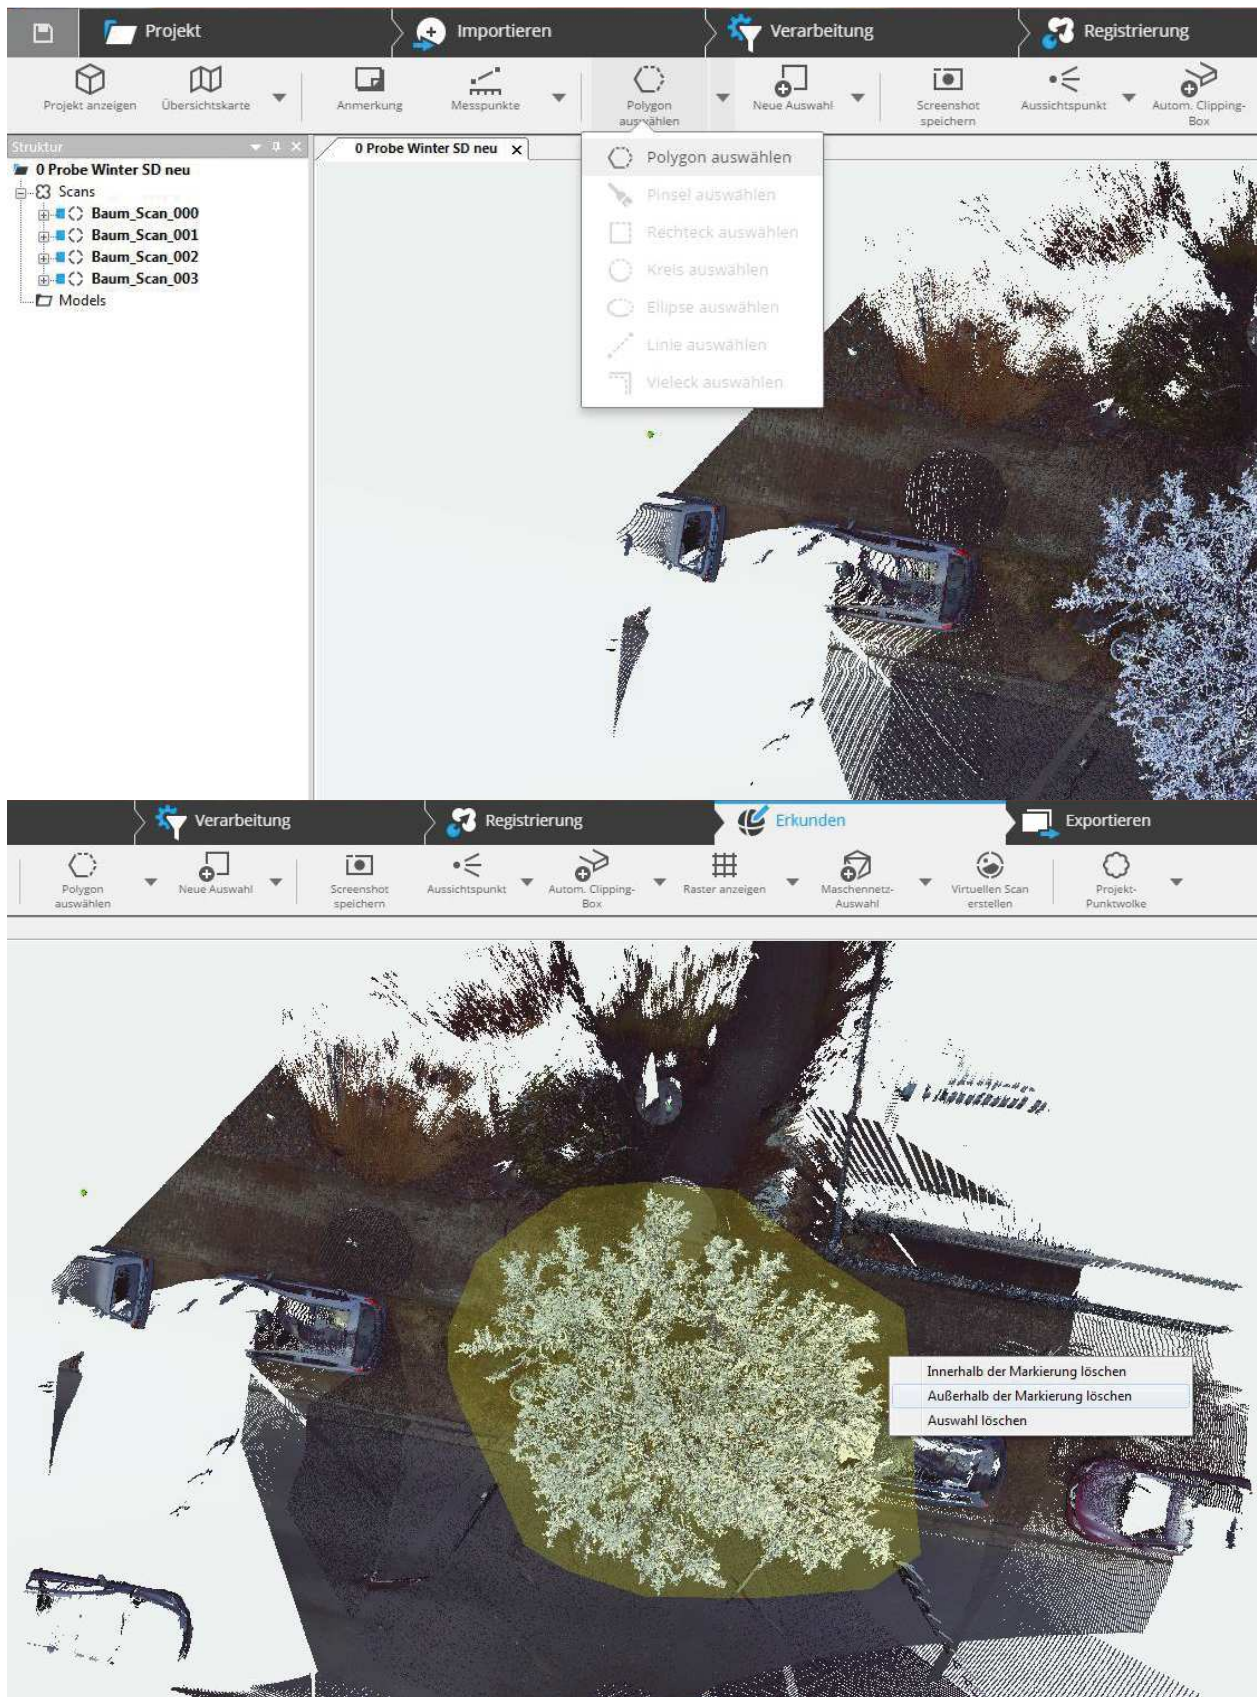 Projekt
Importieren
Verarbeitung
Registrierung
Projekt anzeigen
Übersichtskarte
Anmerkung
Messpunkte
Polygon
auswählen
Neue Auswahl
Screenshot
speichern
Aussichtspunkt
Autom. Clipping-
Box
Struktur
0 Probe Winter SD neu x
Polygon auswählen
Pinsel auswählen
Rechteck auswählen
Kreis auswählen
Ellipse auswählen
Linie auswählen
Vieleck auswählen
0 Probe Winter SD neu
Scans
Baum_Scan_000
Baum_Scan_001
Baum_Scan_002
Baum_Scan_003
Models
Verarbeitung
Registrierung
Erkunden
Exportieren
Polygon
auswählen
Neue Auswahl
Screenshot
speichern
Aussichtspunkt
Autom. Clipping-
Box
Raster anzeigen
Maschennetz-
Auswahl
Virtuellen Scan
erstellen
Projekt-
Punktwolke
Innerhalb der Markierung löschen
Außerhalb der Markierung löschen
Auswahl löschen